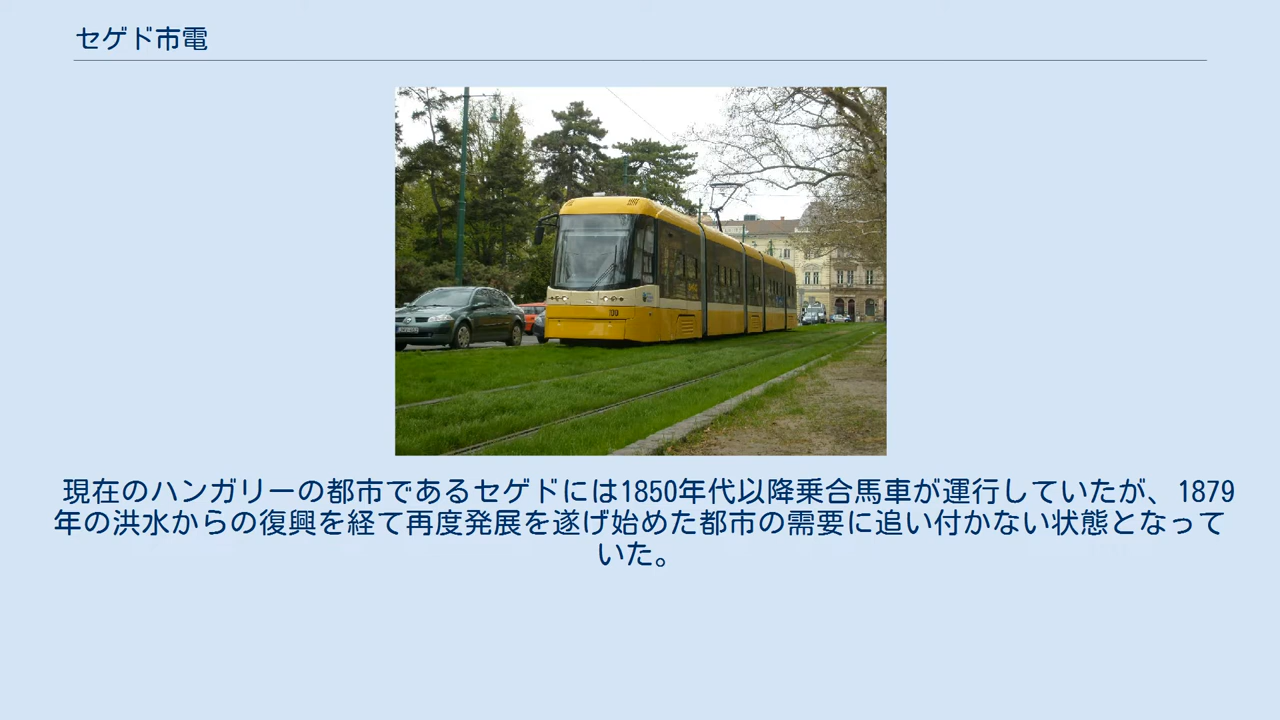 セゲド市電
現在のハンガリーの都市であるセゲドには1850年代以降乗合馬車が運行していたが、1879
年の洪水からの復興を経て再度発展を遂げ始めた都市の需要に追い付かない状態となって
いた。